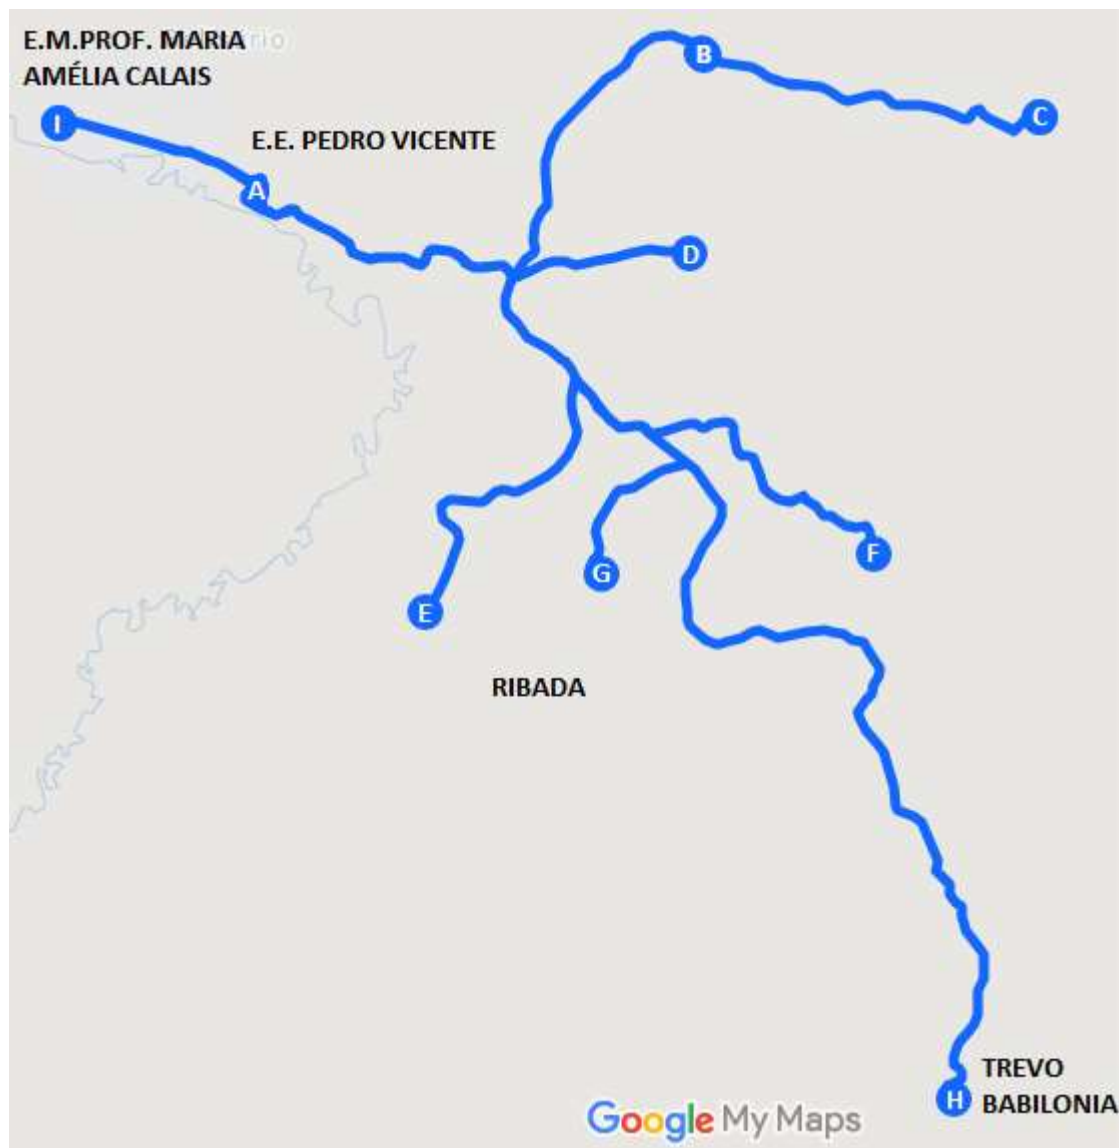 E.M.PROF. MARIA
AMÉLIA CALAIS
I
E.E. PEDRO VICENTE
A
B
C
D
E
F
G
RIBADA
H
TREVO
BABILONIA
Google My Maps